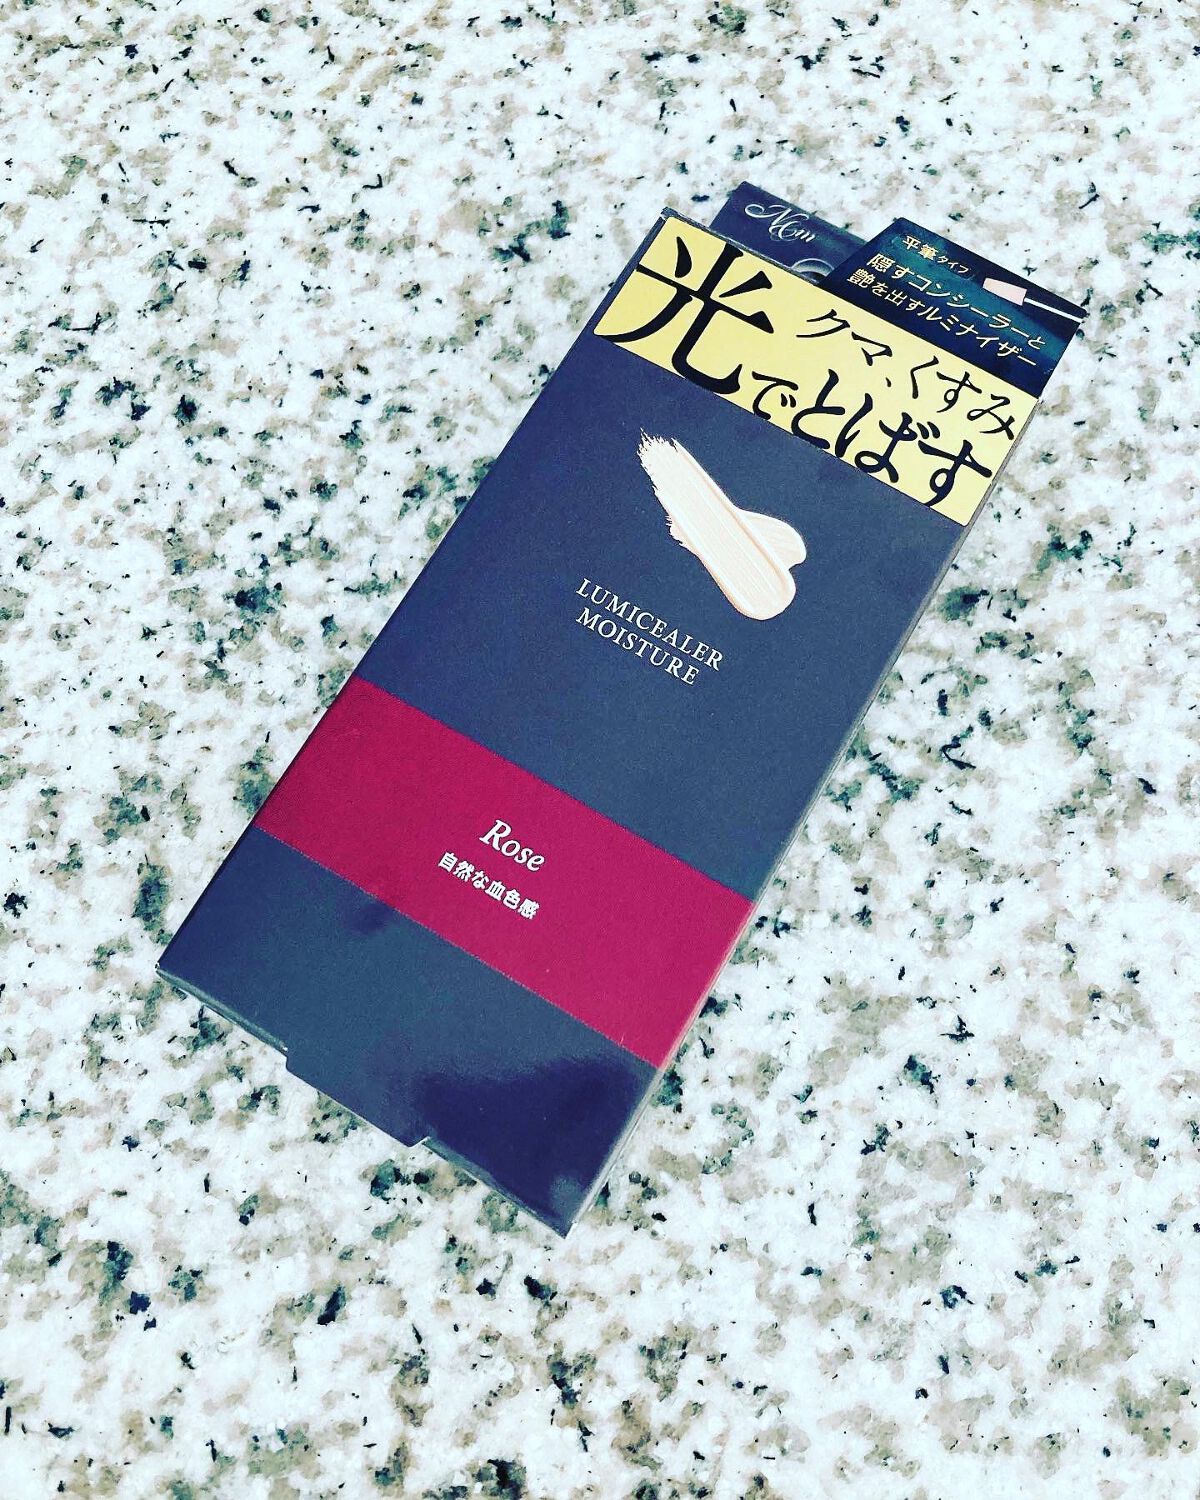 平筆タイプ
隠すコンシーラーと
艶を出すルミナイザー
クマ、くすみ
光でとばす
LUMICEALER
MOISTURE
Rose
自然な血色感